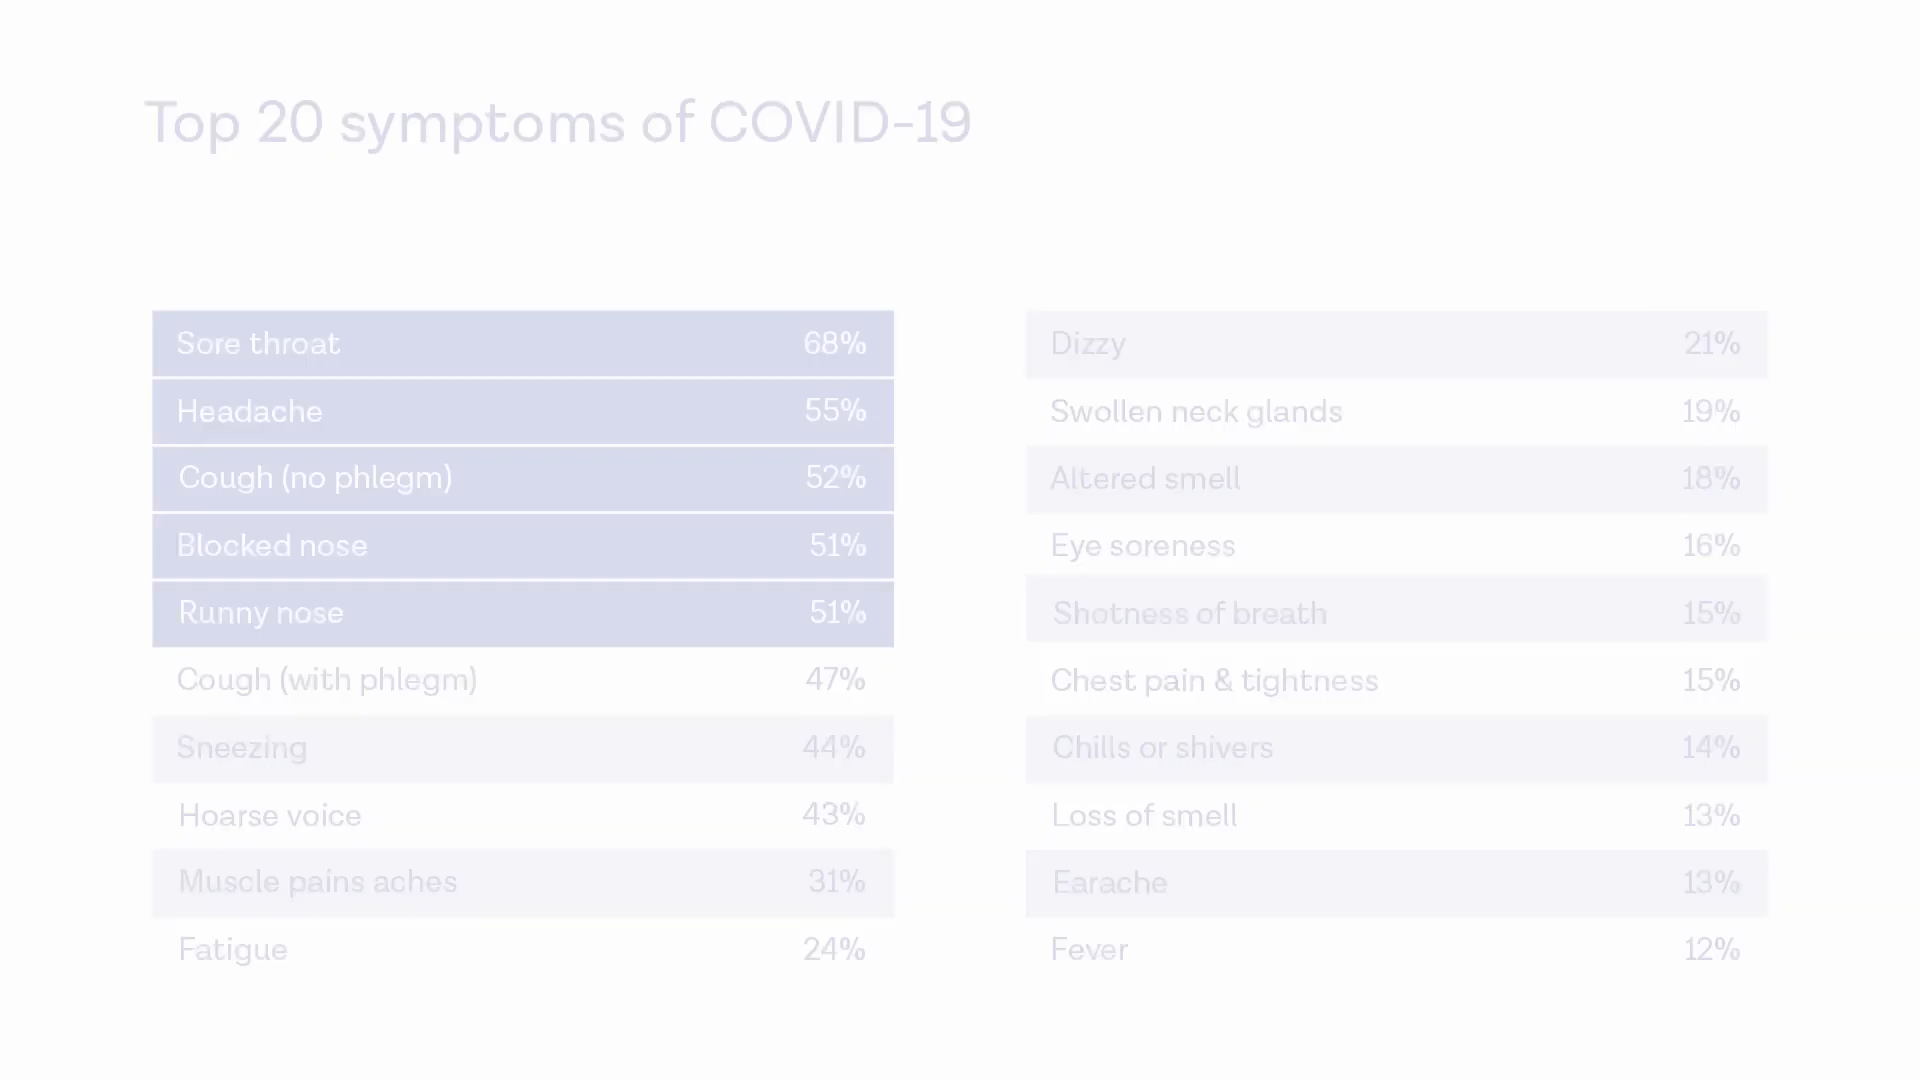 Top 20 symptoms of COVID-19
Sore throat 68%
Headache 55%
Cough (no phlegm) 52%
Blocked nose 51%
Runny nose 51%
Cough (with phlegm) 47%
Sneezing 44%
Hoarse voice 43%
Muscle pains aches 31%
Fatigue 24%
Dizzy 21%
Swollen neck glands 19%
Altered smell 18%
Eye soreness 16%
Shotness of breath 15%
Chest pain & tightness 15%
Chills or shivers 14%
Loss of smell 13%
Earache 13%
Fever 12%